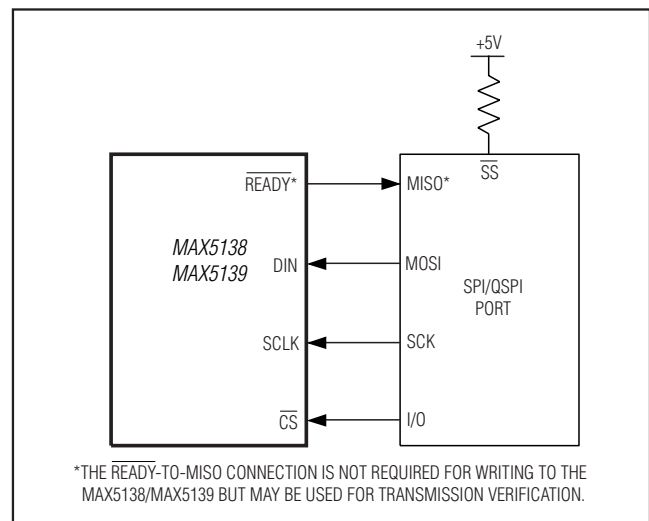 +5V
SS
READY*
MISO*
MAX5138
MAX5139
DIN
MOSI
SPI/QSPI
PORT
SCLK
SCK
CS
I/O
*THE READY-TO-MISO CONNECTION IS NOT REQUIRED FOR WRITING TO THE
MAX5138/MAX5139 BUT MAY BE USED FOR TRANSMISSION VERIFICATION.